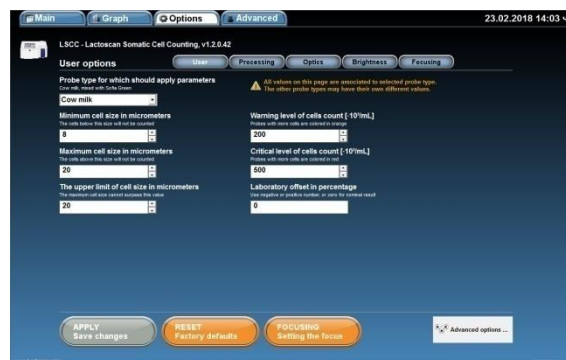 Main
Graph
Options
Advanced
23.02.2018 14:03
LSCC - Lactoscan Somatic Cell Counting, v1.2.0.42
User options
User
Processing
Optics
Brightness
Focusing
Probe type for which should apply parameters
Cow milk, mixed with Sofia Green
Cow milk
All values on this page are associated to selected probe type.
The other probe types may have their own different values.
Minimum cell size in micrometers
The cells below this size will not be counted
8
Maximum cell size in micrometers
The cells above this size will not be counted
20
The upper limit of cell size in micrometers
The maximum cell size cannot surpass this value
20
Warning level of cells count [·10³/mL]
Probes with more cells are colored in orange
200
Critical level of cells count [·10³/mL]
Probes with more cells are colored in red
500
Laboratory offset in percentage
Use negative or positive number, or zero for nominal result
0
APPLY
Save changes
RESET
Factory defaults
FOCUSING
Setting the focus
Advanced options ...